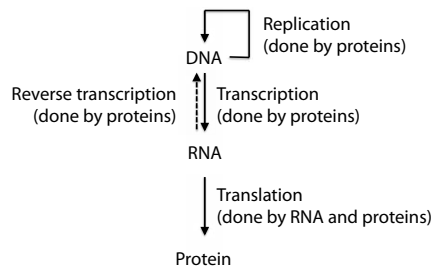 Replication
(done by proteins)
DNA
Reverse transcription
(done by proteins)
Transcription
(done by proteins)
RNA
Translation
(done by RNA and proteins)
Protein